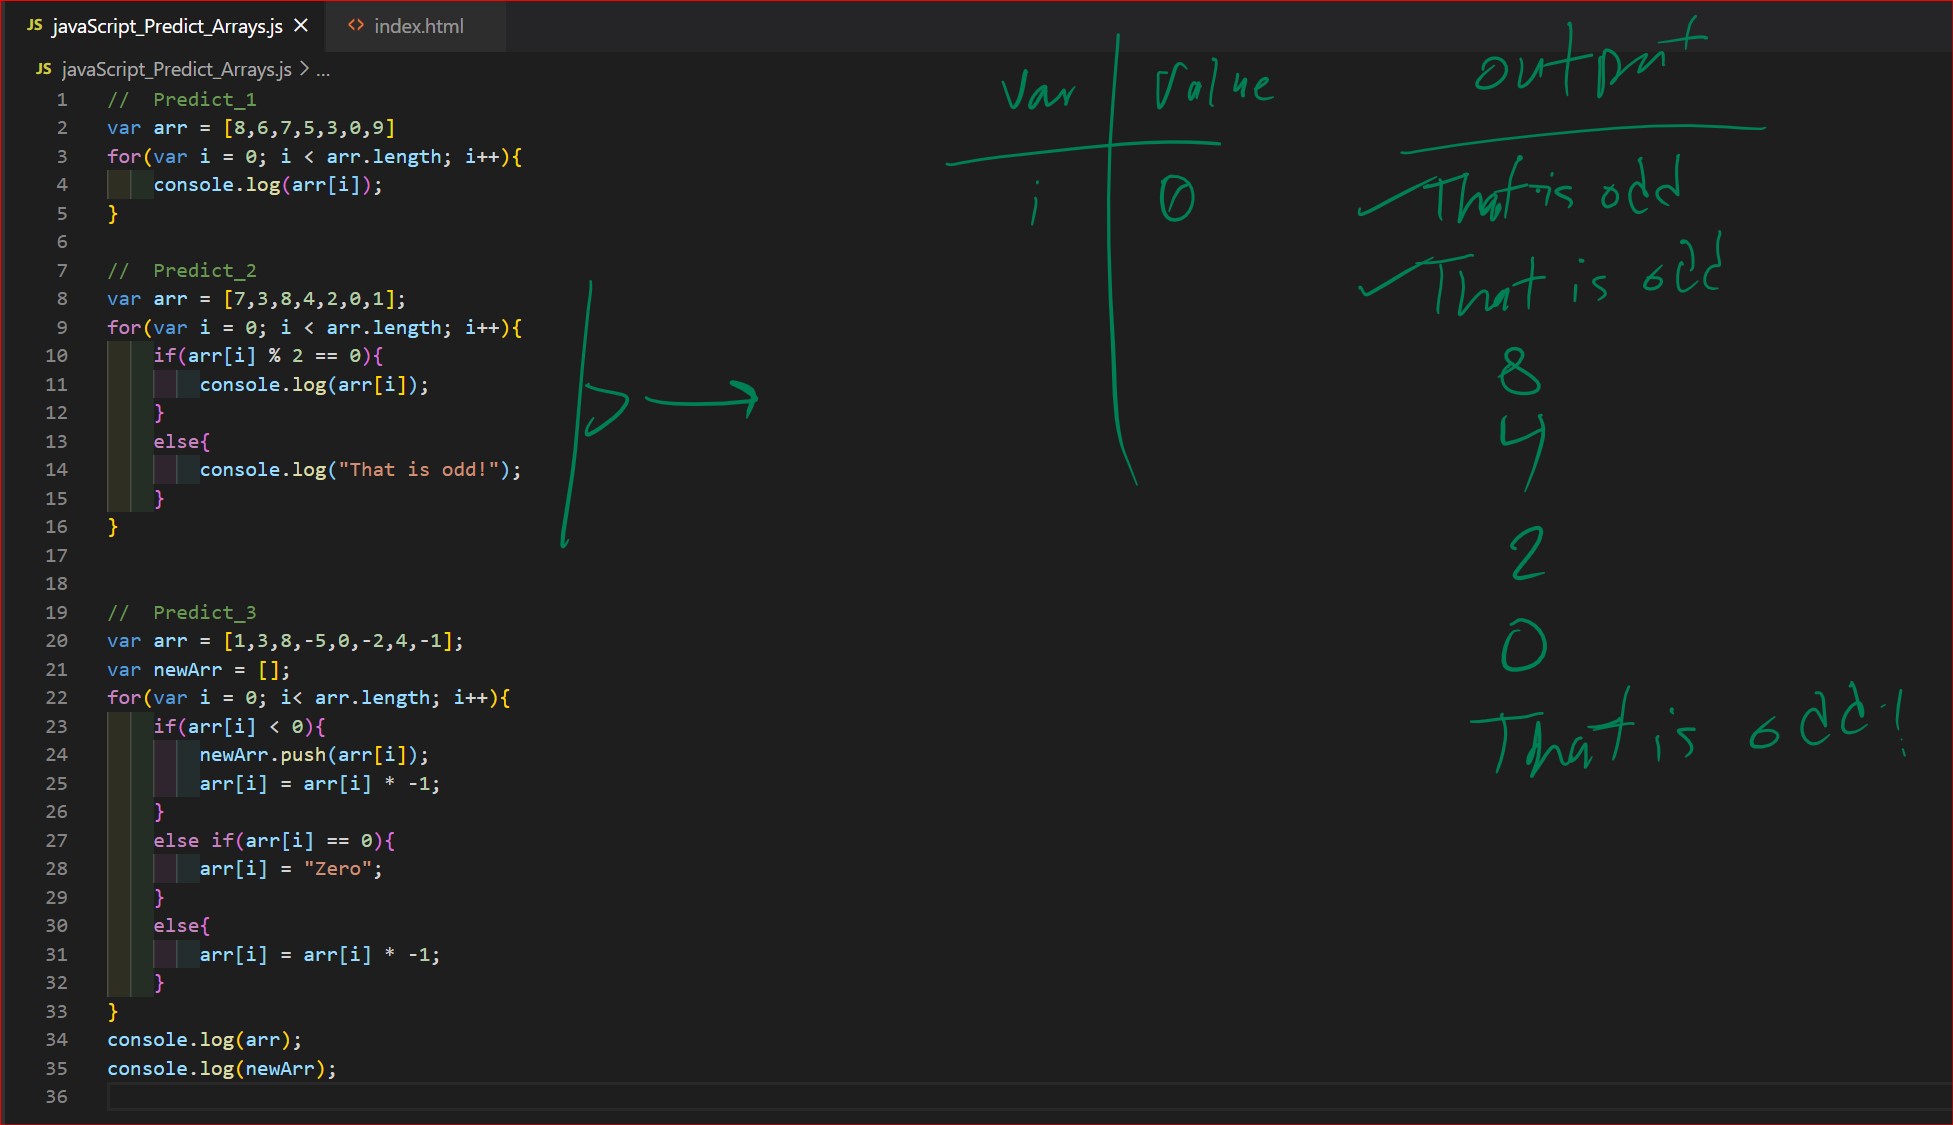 JS javaScript_Predict_Arrays.js × <> index.html
JS javaScript_Predict_Arrays.js > ...
1 // Predict_1
2 var arr = [8,6,7,5,3,0,9]
3 for(var i = 0; i < arr.length; i++){
4 console.log(arr[i]);
5 }
6
7 // Predict_2
8 var arr = [7,3,8,4,2,0,1];
9 for(var i = 0; i < arr.length; i++){
10 if(arr[i] % 2 == 0){
11 console.log(arr[i]);
12 }
13 else{
14 console.log("That is odd!");
15 }
16 }
17
18
19 // Predict_3
20 var arr = [1,3,8,-5,0,-2,4,-1];
21 var newArr = [];
22 for(var i = 0; i< arr.length; i++){
23 if(arr[i] < 0){
24 newArr.push(arr[i]);
25 arr[i] = arr[i] * -1;
26 }
27 else if(arr[i] == 0){
28 arr[i] = "Zero";
29 }
30 else{
31 arr[i] = arr[i] * -1;
32 }
33 }
34 console.log(arr);
35 console.log(newArr);
36
Var Value
i 0
output
That is odd
That is odd
8
4
2
0
That is odd!